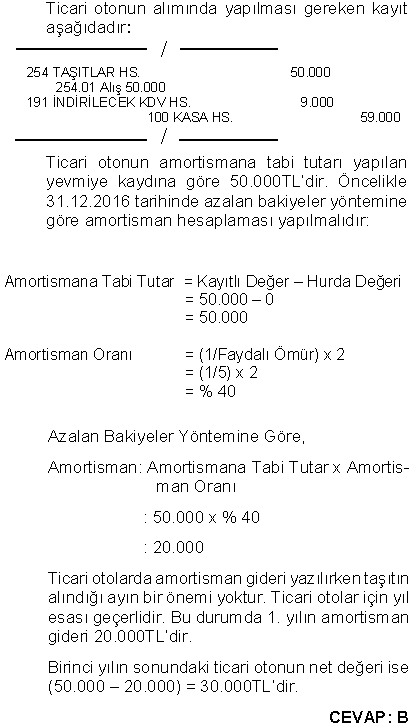 Ticari otonun alımında yapılması gereken kayıt
aşağıdadır:
/
254 TAŞITLAR HS. 50.000
254.01 Alış 50.000
191 İNDİRİLECEK KDV HS. 9.000
100 KASA HS. 59.000
/
Ticari otonun amortismana tabi tutarı yapılan
yevmiye kaydına göre 50.000TL'dir. Öncelikle
31.12.2016 tarihinde azalan bakiyeler yöntemine
göre amortisman hesaplaması yapılmalıdır:
Amortismana Tabi Tutar = Kayıtlı Değer – Hurda Değeri
= 50.000 – 0
= 50.000
Amortisman Oranı = (1/Faydalı Ömür) x 2
= (1/5) x 2
= % 40
Azalan Bakiyeler Yöntemine Göre,
Amortisman: Amortismana Tabi Tutar x Amortis-
man Oranı
: 50.000 x % 40
: 20.000
Ticari otolarda amortisman gideri yazılırken taşıtın
alındığı ayın bir önemi yoktur. Ticari otolar için yıl
esası geçerlidir. Bu durumda 1. yılın amortisman
gideri 20.000TL'dir.
Birinci yılın sonundaki ticari otonun net değeri ise
(50.000 – 20.000) = 30.000TL'dir.
CEVAP: B